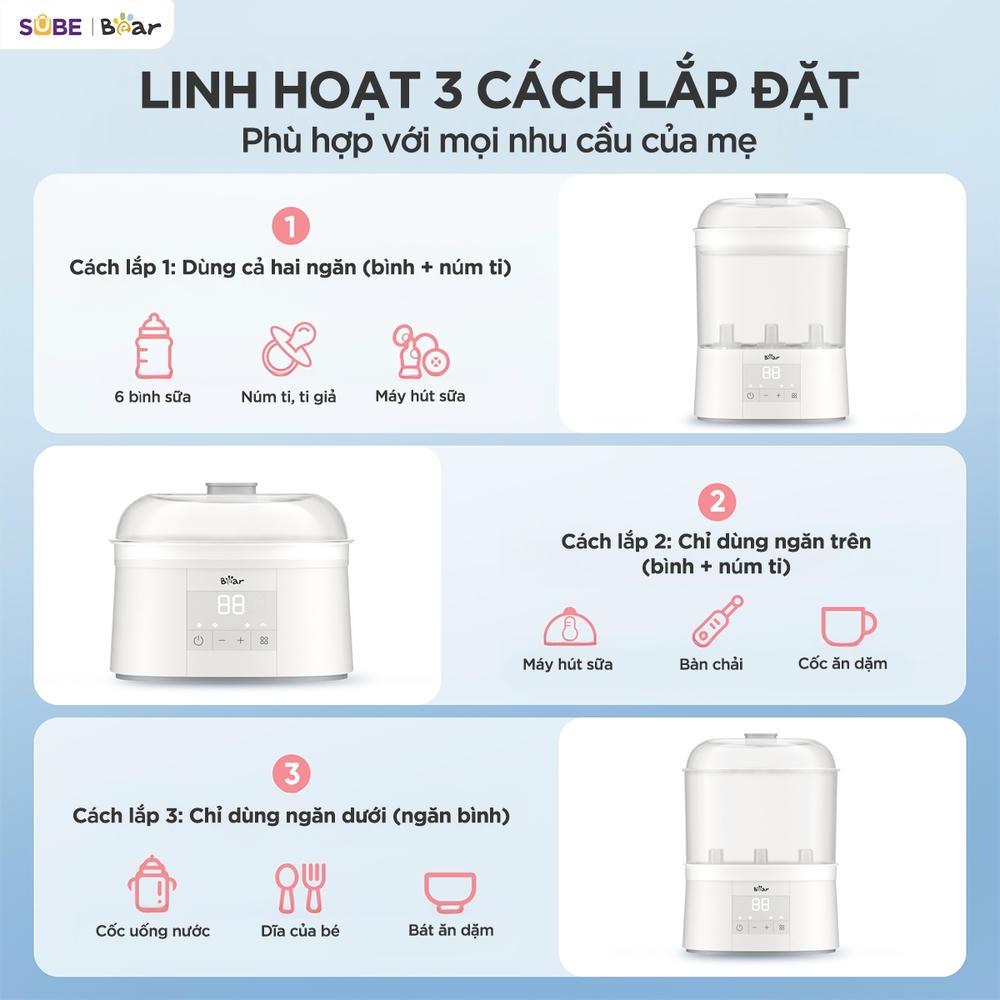 SUBE | Bear
LINH HOẠT 3 CÁCH LẮP ĐẶT
Phù hợp với mọi nhu cầu của mẹ
1
Cách lắp 1: Dùng cả hai ngăn (bình + núm ti)
6 bình sữa
Núm ti, ti giả
Máy hút sữa
Bear
88
2
Cách lắp 2: Chỉ dùng ngăn trên
(bình + núm ti)
Máy hút sữa
Bàn chải
Cốc ăn dặm
Bear
88
3
Cách lắp 3: Chỉ dùng ngăn dưới (ngăn bình)
Cốc uống nước
Dĩa của bé
Bát ăn dặm
Bear
88